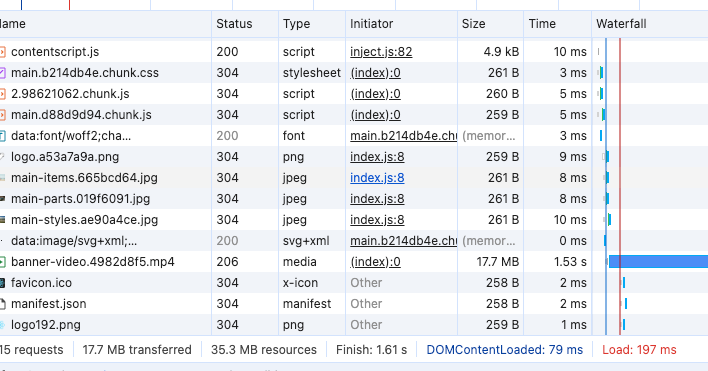 Name Status Type Initiator Size Time Waterfall
contentscript.js 200 script inject.js:82 4.9 kB 10 ms
main.b214db4e.chunk.css 304 stylesheet (index):0 261 B 3 ms
2.98621062.chunk.js 304 script (index):0 260 B 5 ms
main.d88d9d94.chunk.js 304 script (index):0 259 B 5 ms
data:font/woff2;cha... 200 font main.b214db4e.chu (memor... 3 ms
logo.a53a7a9a.png 304 png index.js:8 259 B 9 ms
main-items.665bcd64.jpg 304 jpeg index.js:8 261 B 8 ms
main-parts.019f6091.jpg 304 jpeg index.js:8 261 B 8 ms
main-styles.ae90a4ce.jpg 304 jpeg index.js:8 261 B 10 ms
data:image/svg+xml;... 200 svg+xml main.b214db4e.chu (memor... 0 ms
banner-video.4982d8f5.mp4 206 media (index):0 17.7 MB 1.53 s
favicon.ico 304 x-icon Other 258 B 2 ms
manifest.json 304 manifest Other 258 B 2 ms
logo192.png 304 png Other 259 B 1 ms
15 requests 17.7 MB transferred 35.3 MB resources Finish: 1.61 s DOMContentLoaded: 79 ms Load: 197 ms